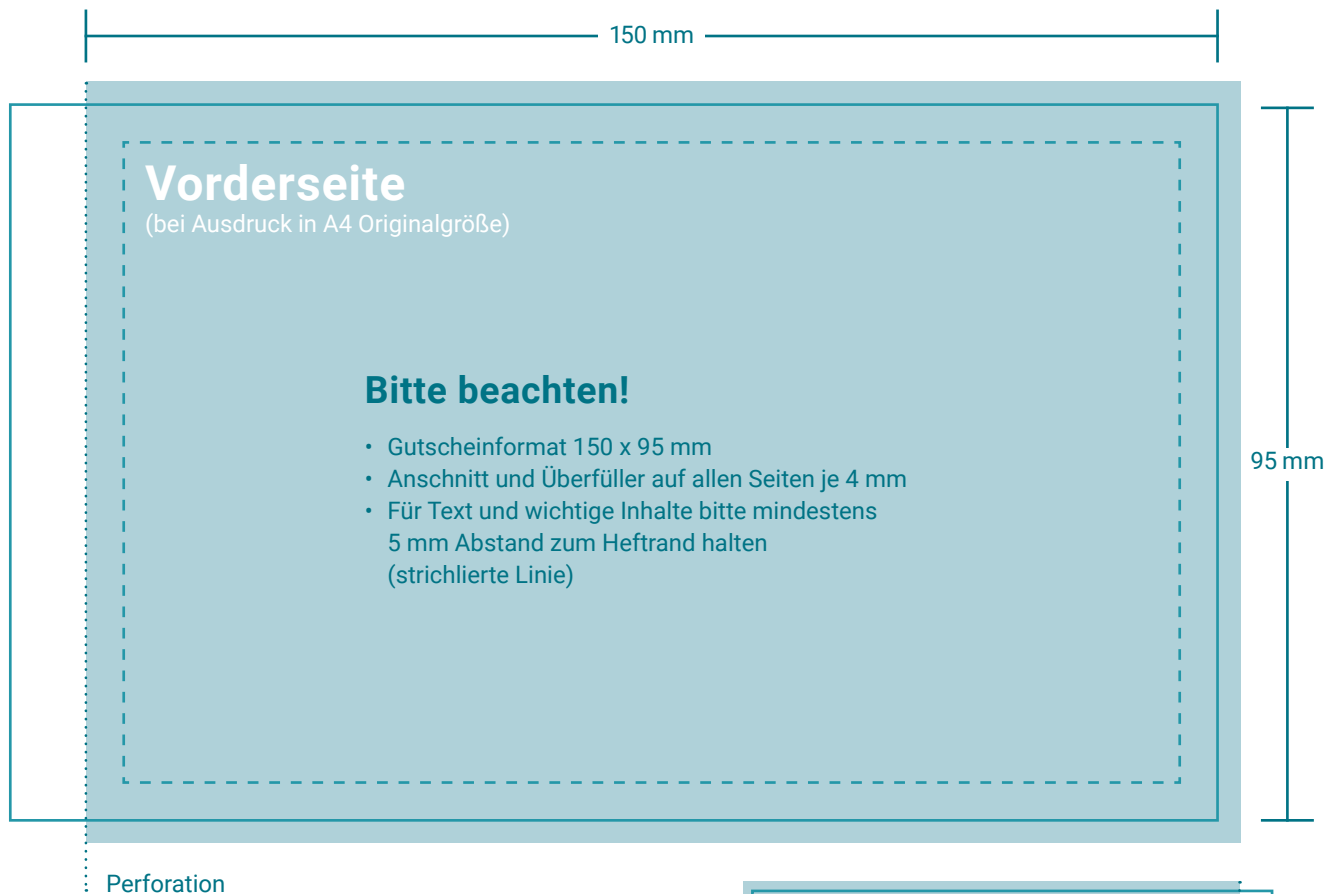 150 mm
Vorderseite
(bei Ausdruck in A4 Originalgröße)
Bitte beachten!
• Gutscheinformat 150 x 95 mm
• Anschnitt und Überfüller auf allen Seiten je 4 mm
• Für Text und wichtige Inhalte bitte mindestens
5 mm Abstand zum Heftrand halten
(strichlierte Linie)
95 mm
Perforation